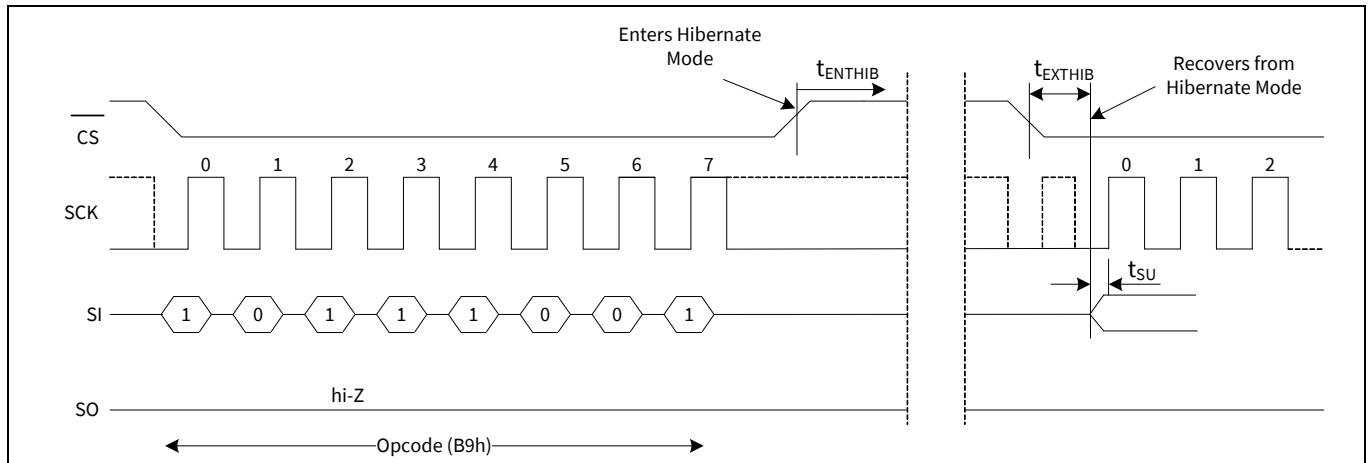 Enters Hibernate
Mode
tENTHIB
tEXTHIB
Recovers from
Hibernate Mode
CS
0 1 2 3 4 5 6 7 0 1 2
SCK
tSU
SI 1 0 1 1 1 0 0 1
hi-Z
SO
Opcode (B9h)